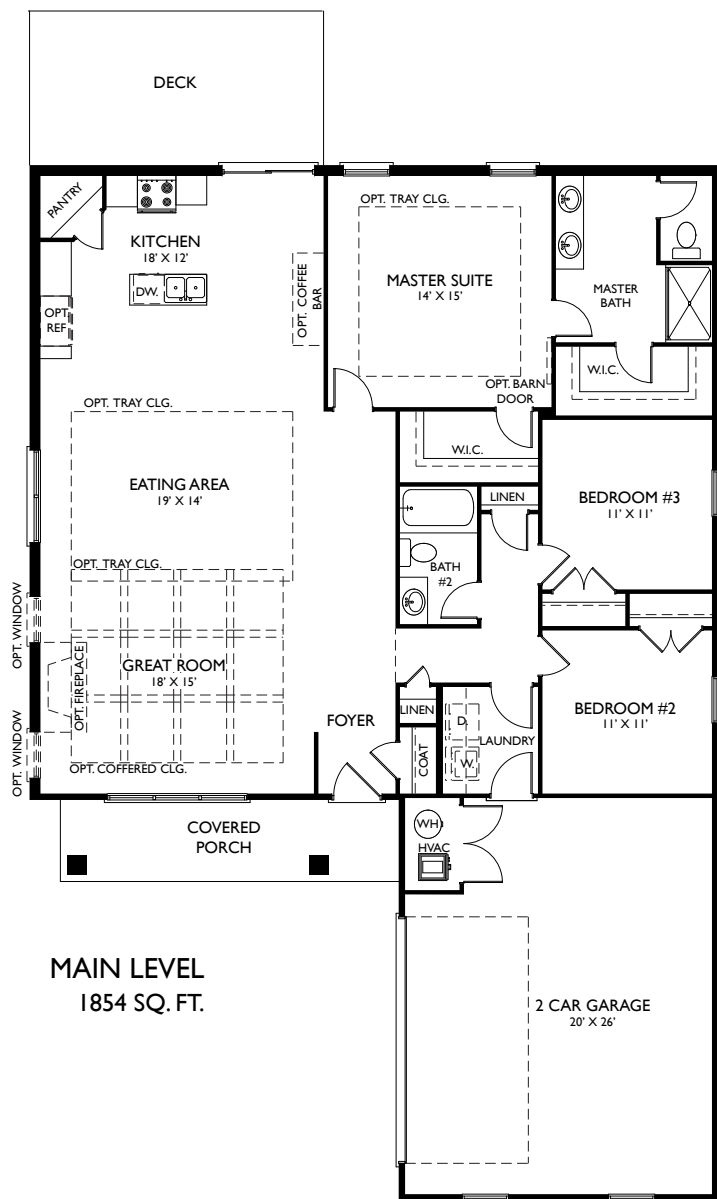 DECK
PANTRY
KITCHEN
18' X 12'
DW.
OPT.
REF
OPT. COFFEE
BAR
OPT. TRAY CLG.
MASTER SUITE
14' X 15'
MASTER
BATH
W.I.C.
OPT. BARN
DOOR
OPT. TRAY CLG.
EATING AREA
19' X 14'
W.I.C.
LINEN
BEDROOM #3
11' X 11'
BATH
#2
OPT. TRAY CLG.
OPT. WINDOW
GREAT ROOM
18' X 15'
OPT. FIREPLACE
OPT. WINDOW
OPT. COFFERED CLG.
FOYER
LINEN
COAT
D.
W.
LAUNDRY
BEDROOM #2
11' X 11'
COVERED
PORCH
WH
HVAC
MAIN LEVEL
1854 SQ. FT.
2 CAR GARAGE
20' X 26'